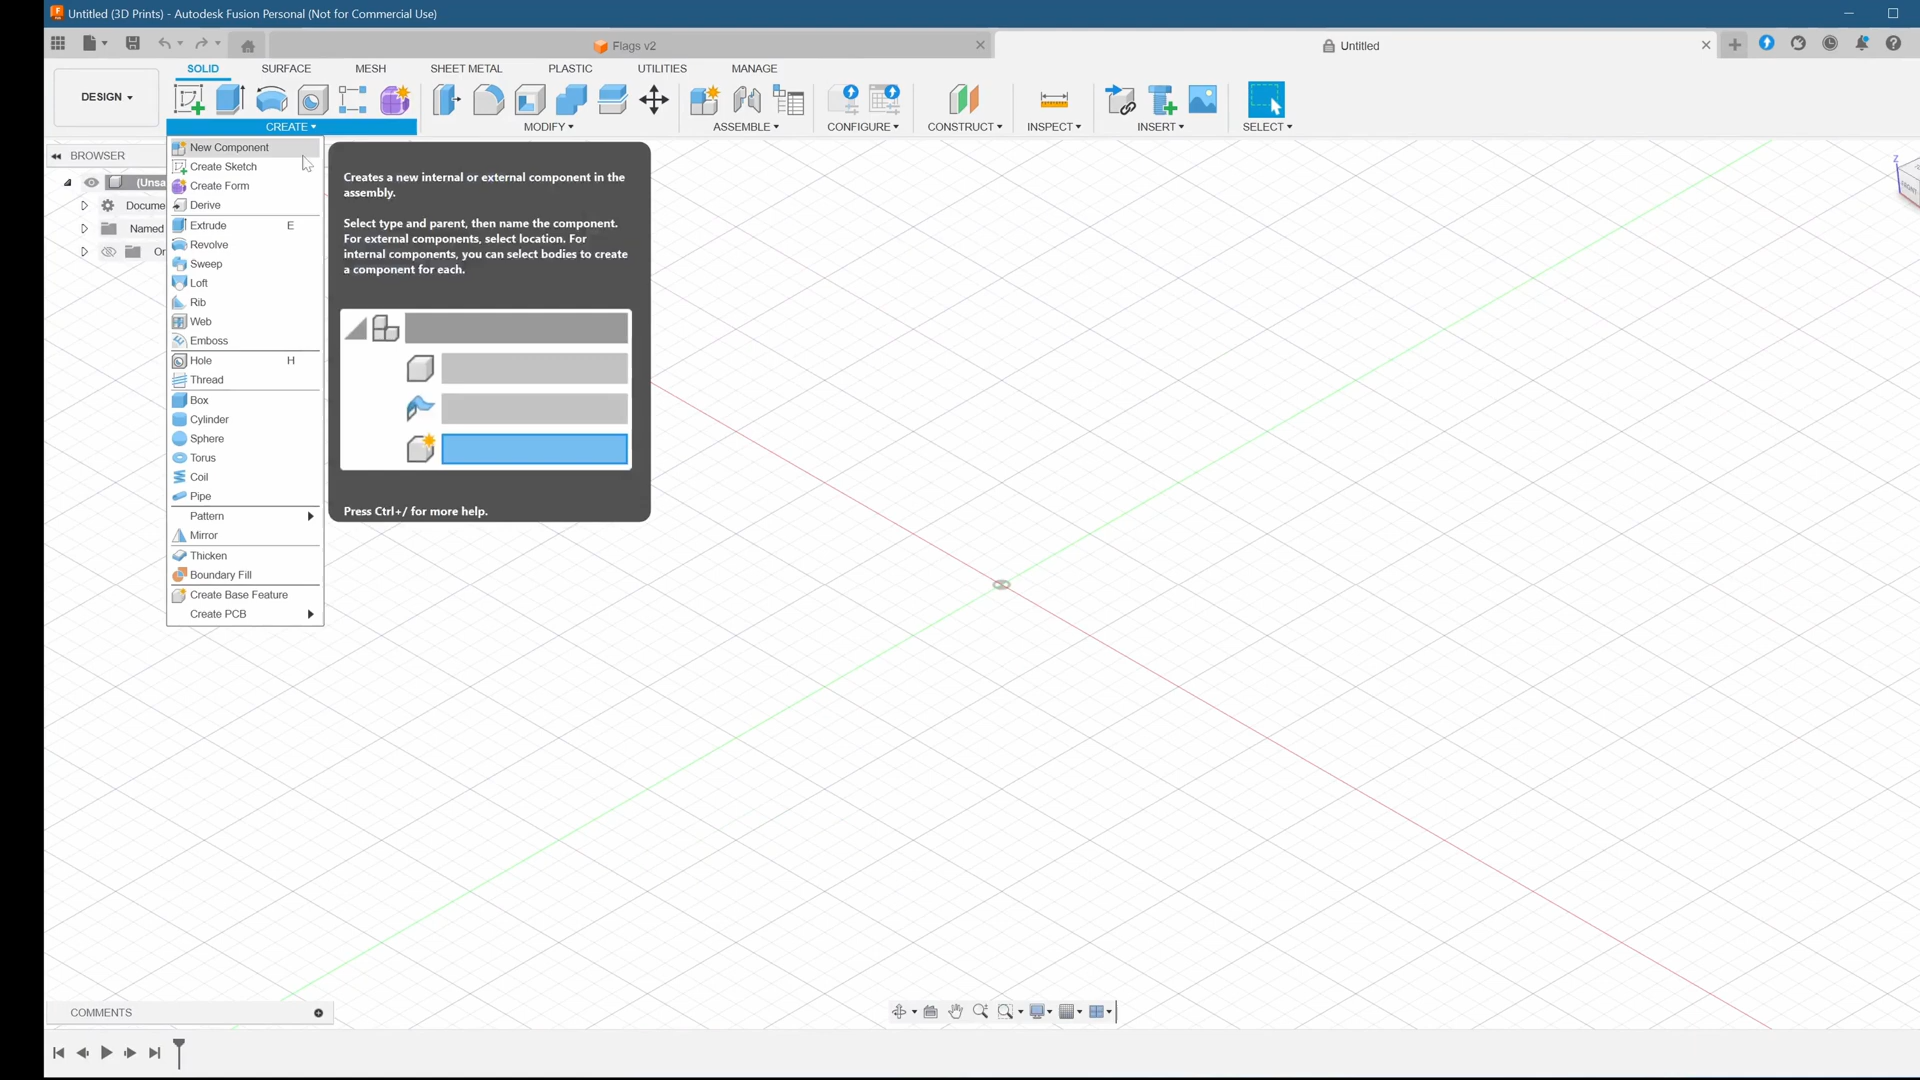 Untitled (3D Prints) - Autodesk Fusion Personal (Not for Commercial Use)
Flags v2
Untitled
DESIGN
SOLID
SURFACE
MESH
SHEET METAL
PLASTIC
UTILITIES
MANAGE
CREATE
MODIFY
ASSEMBLE
CONFIGURE
CONSTRUCT
INSPECT
INSERT
SELECT
BROWSER
(Unsa
Docume
Named
Or
New Component
Create Sketch
Create Form
Derive
Extrude E
Revolve
Sweep
Loft
Rib
Web
Emboss
Hole H
Thread
Box
Cylinder
Sphere
Torus
Coil
Pipe
Pattern
Mirror
Thicken
Boundary Fill
Create Base Feature
Create PCB
Creates a new internal or external component in the
assembly.
Select type and parent, then name the component.
For external components, select location. For
internal components, you can select bodies to create
a component for each.
Press Ctrl+/ for more help.
Z
FRONT
COMMENTS